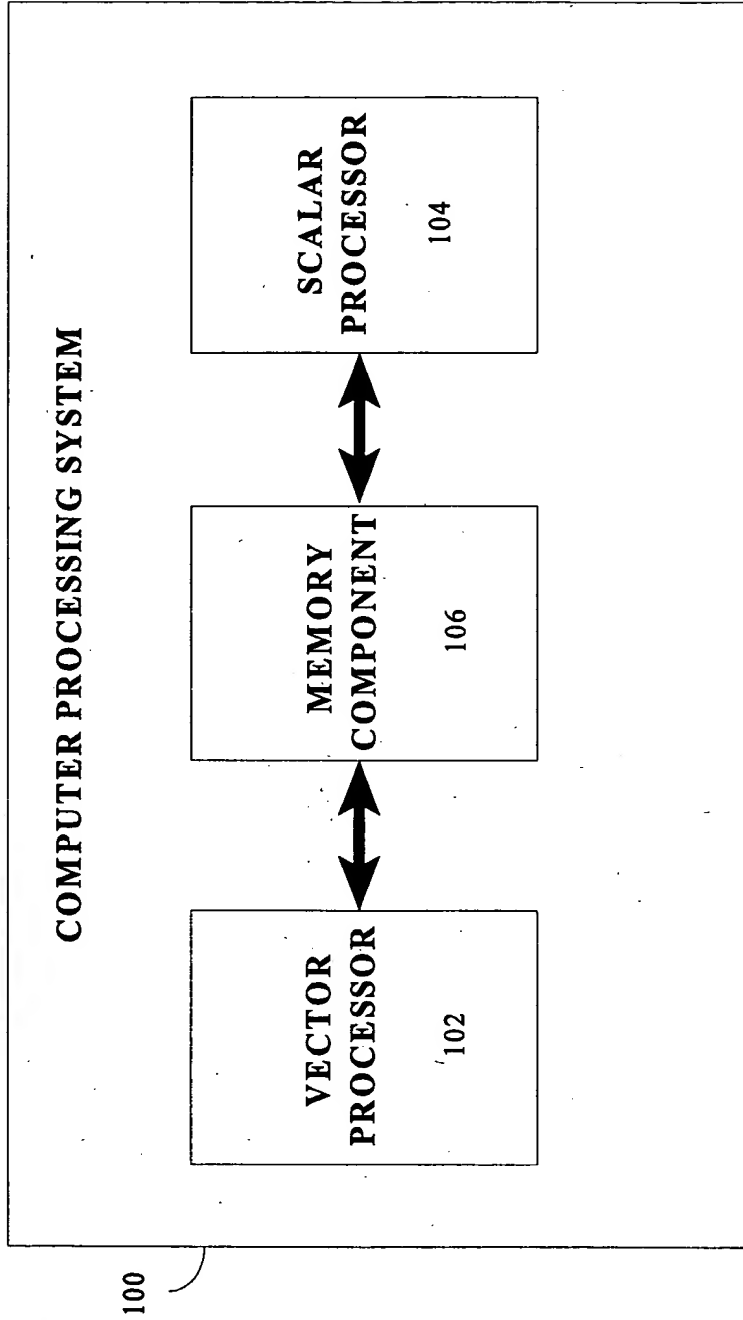 COMPUTER PROCESSING SYSTEM
100
VECTOR
PROCESSOR
102
MEMORY
COMPONENT
106
SCALAR
PROCESSOR
104